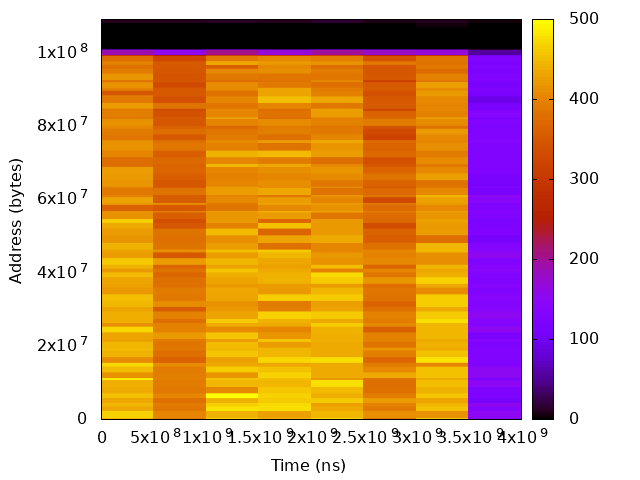 500
1x10^8
400
8x10^7
300
6x10^7
Address (bytes)
4x10^7
200
2x10^7
100
0
0
0 5x10^8 1x10^9 1.5x10^9 2x10^9 2.5x10^9 3x10^9 3.5x10^9 4x10^9
Time (ns)